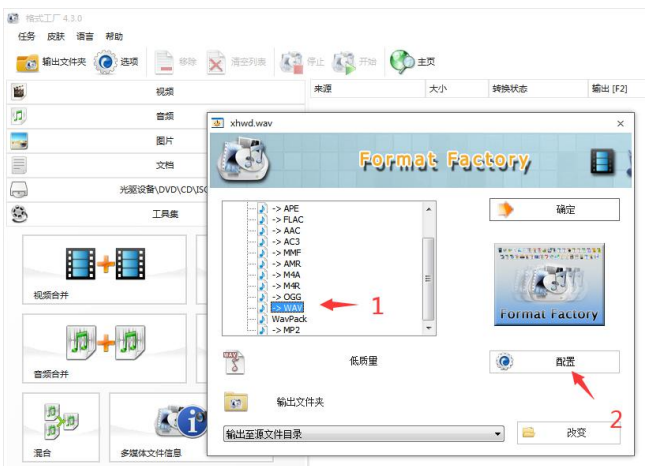 格式工厂 4.3.0
任务 皮肤 语言 帮助
输出文件夹 选项 移除 清空列表 停止 开始 主页
视频
来源 大小 转换状态 输出 [F2]
音频
图片
文档
光驱设备\DVD\CD\ISO
工具集
视频合并
音频合并
混合
多媒体文件信息
xhwd.wav
Format Factory
-> APE
-> FLAC
-> AAC
-> AC3
-> MMF
-> AMR
-> M4A
-> M4R
-> OGG
-> WAV
WavPack
-> MP2
1
确定
Format Factory
WAV
低质量
配置
2
输出文件夹
输出至源文件目录
改变